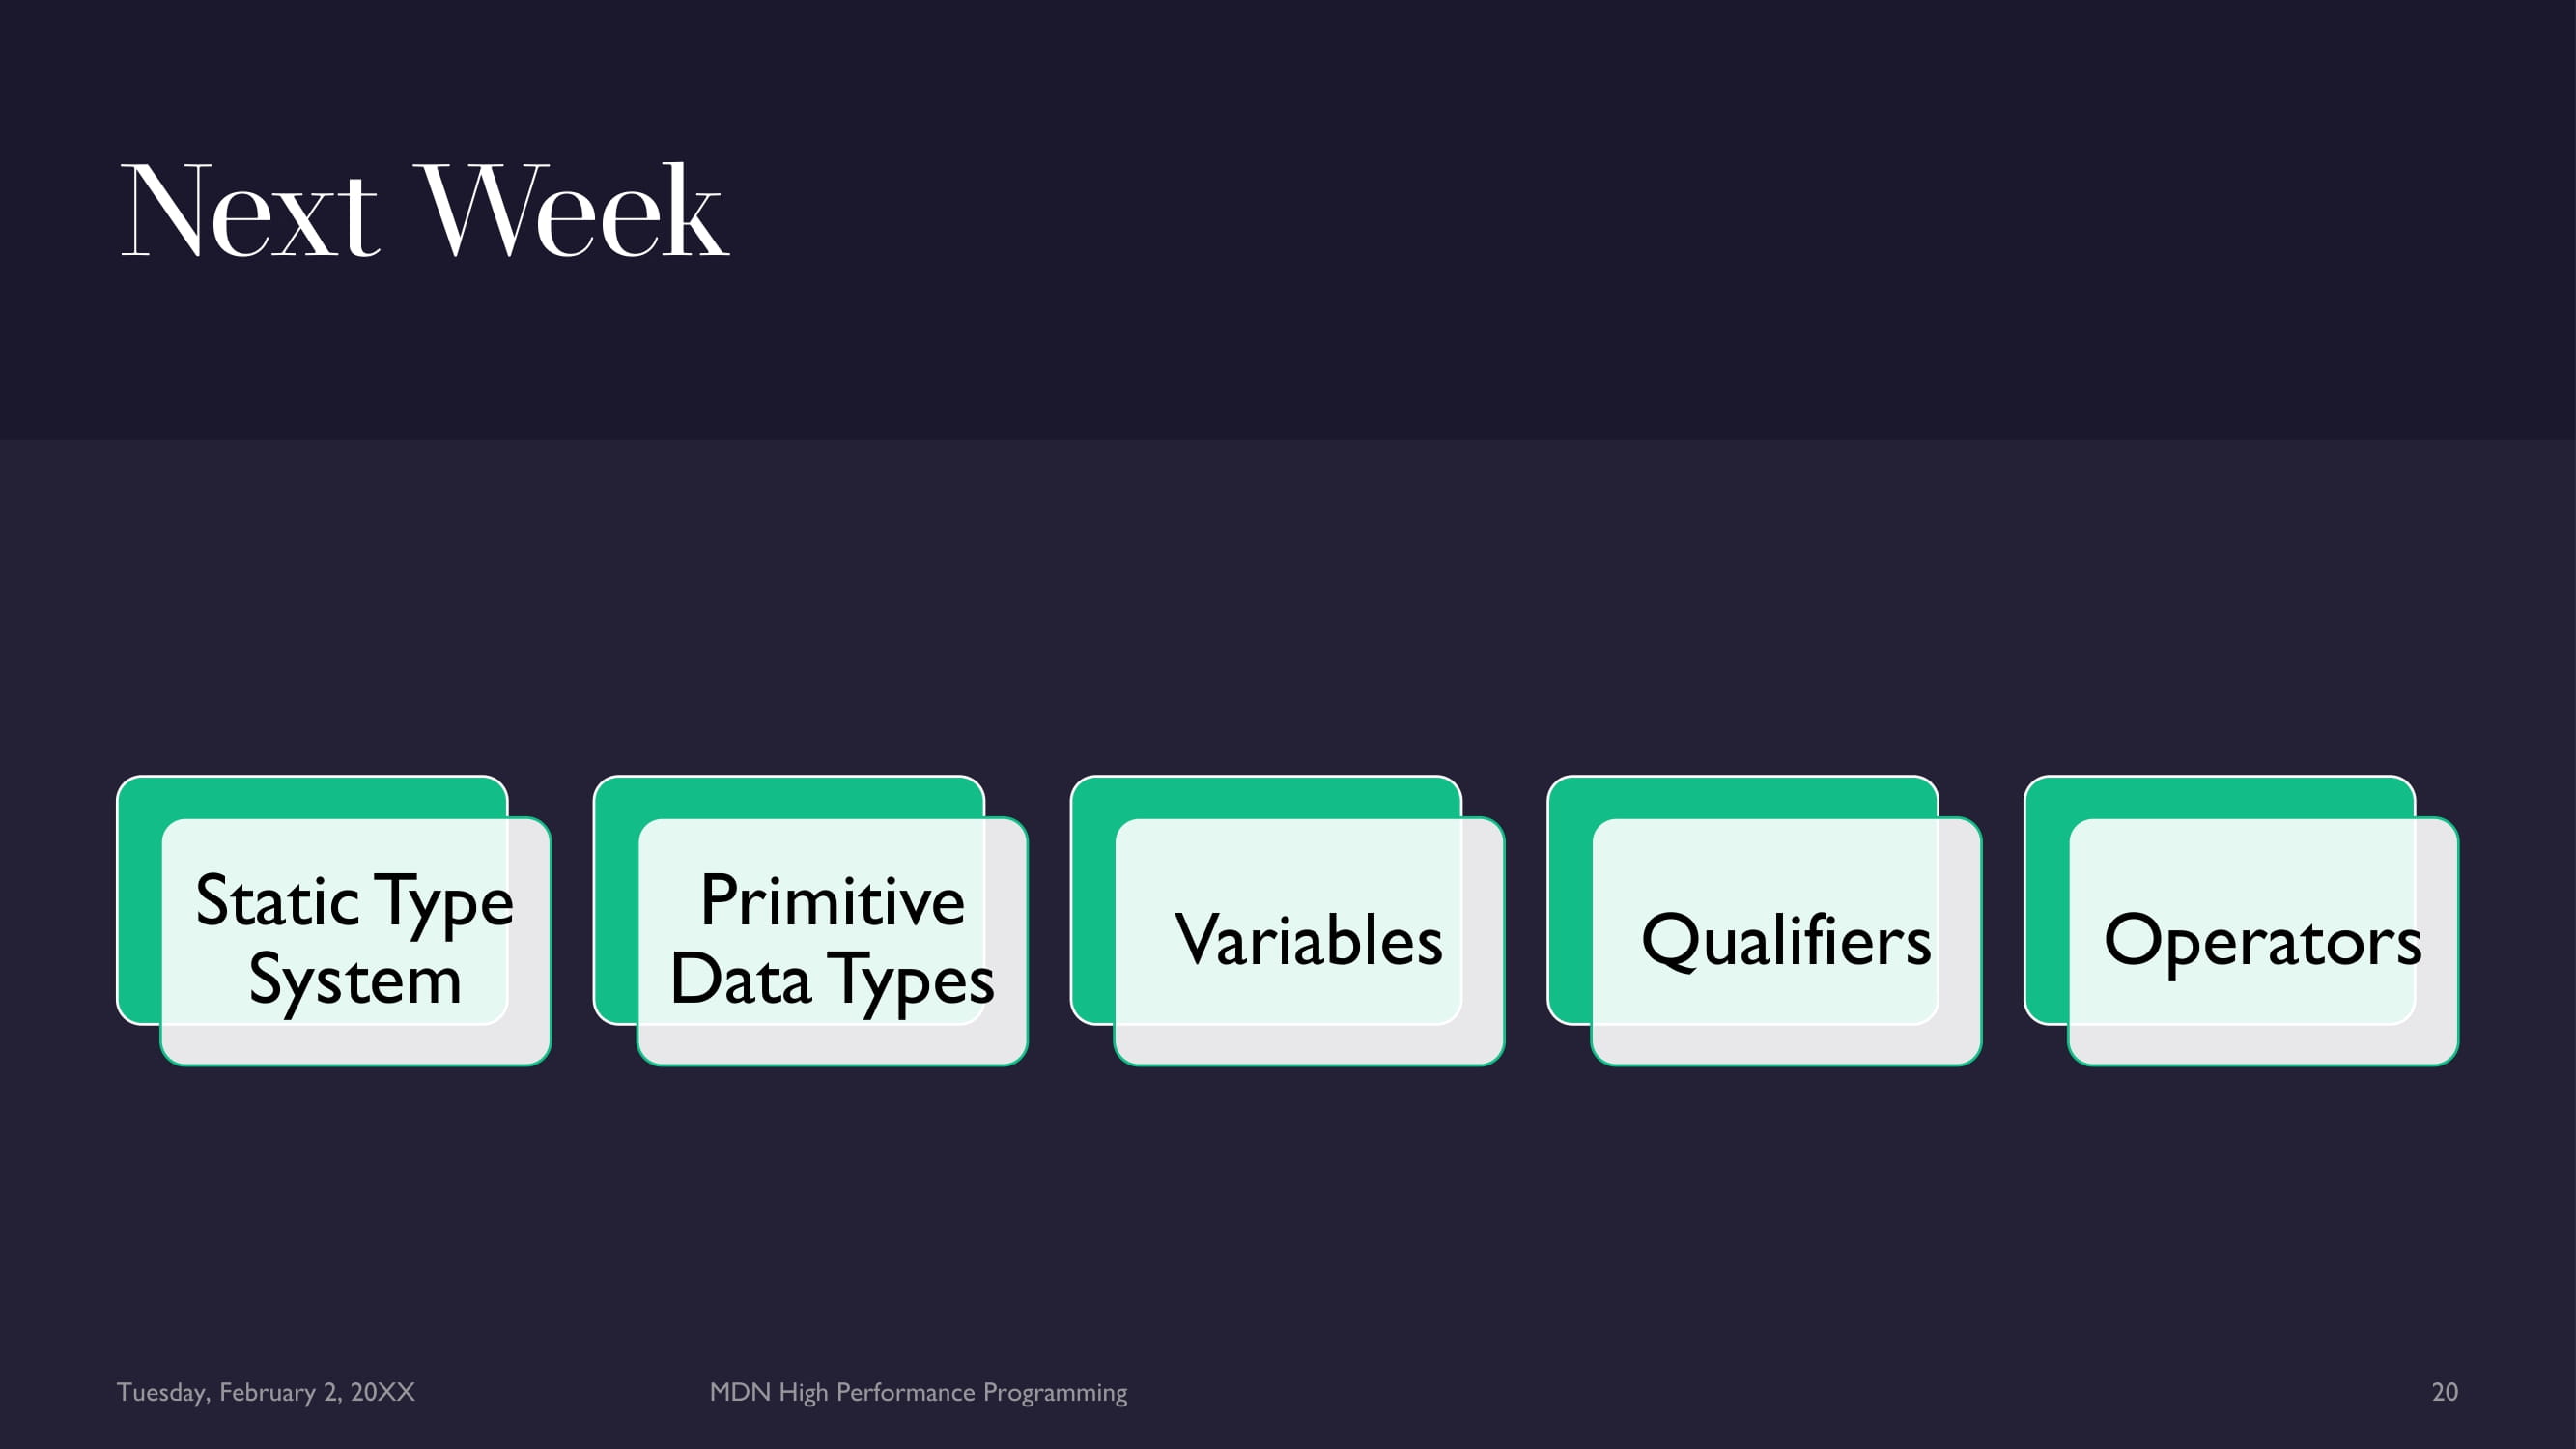 Next Week
Static Type
System
Primitive
Data Types
Variables
Qualifiers
Operators
Tuesday, February 2, 20XX
MDN High Performance Programming
20